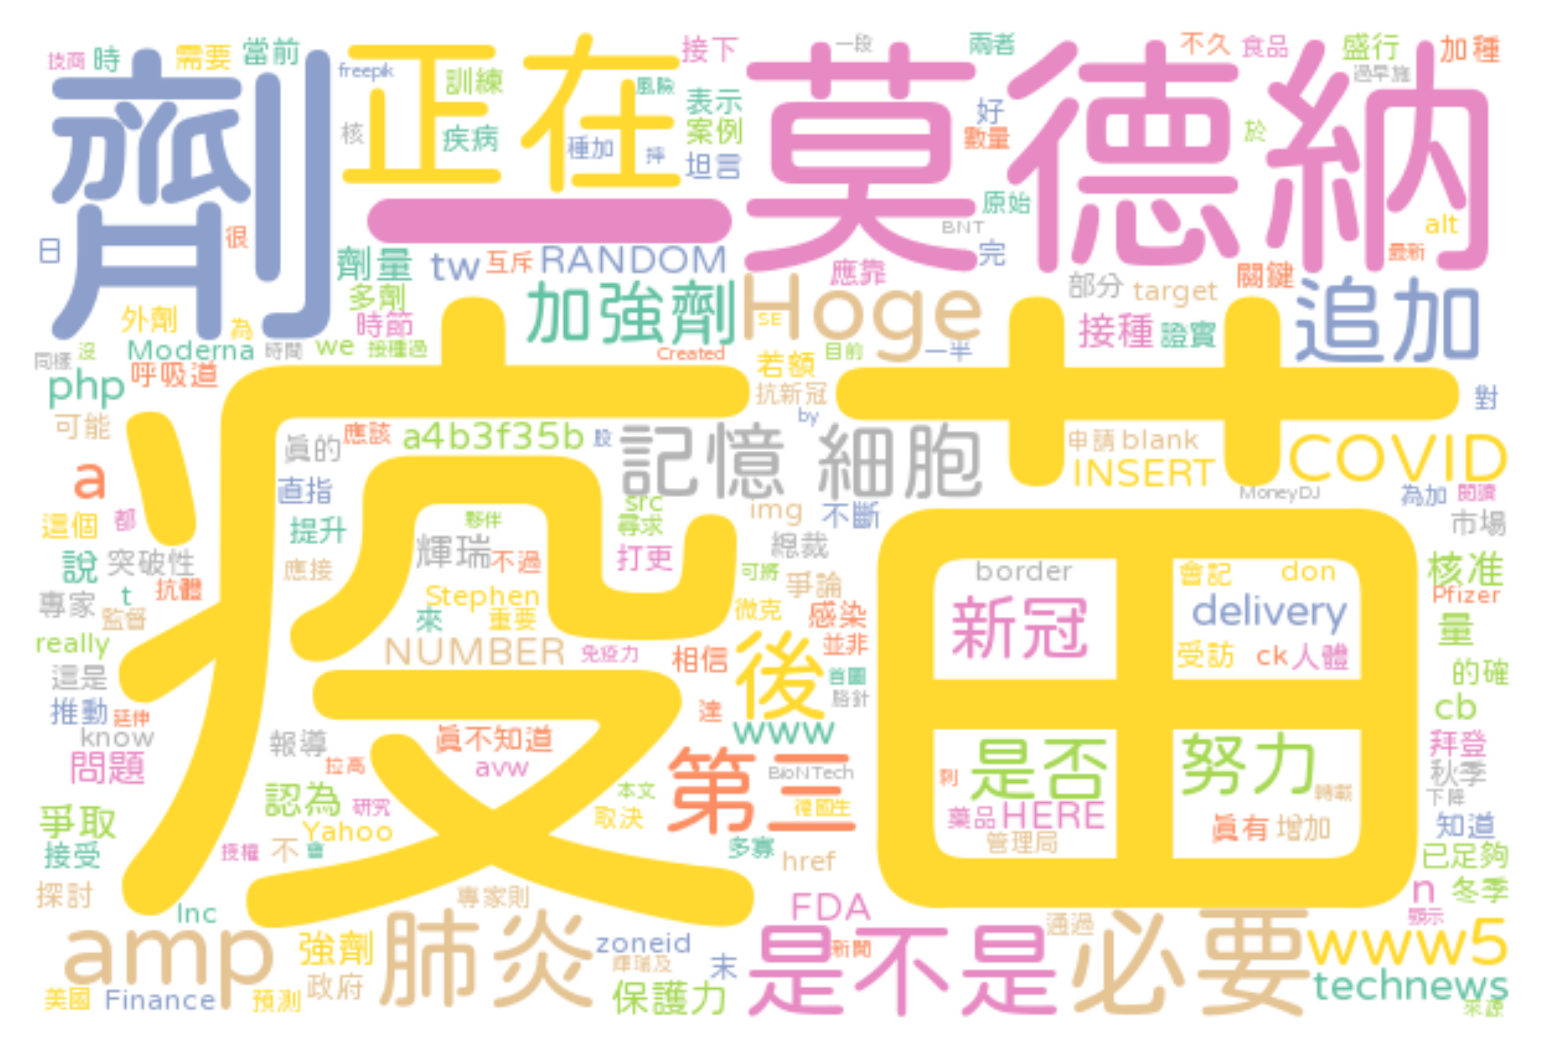 技商 時 需要 當前 freepik 正在 訓練 風險 接下 一段 兩者 不久 食品 盛行 加種
劑 核 疾病 種加 表示 案例 坦言 莫德納 好 數量 於 過早施
日 很 一 原始 BNT 完 alt 最新
劑量 tw 互斥 RANDOM 應靠 部分 target 關鍵
外劑 為 多劑 時節 加強劑 Hoge SE 接種 證實 追加
同樣 沒 Moderna 時間 we 接種過 Created 若額 目前 一半
php 呼吸道 抗新冠 對
可能 真的 應該 a4b3f35b 股 記憶 細胞 by 申請 blank COVID
a 直指 INSERT MoneyDJ 為加 閱讀
這個 都 提升 夥伴 src 尋求 img 不斷 市場
疫苗
說 突破性 應接 輝瑞 不過 打更 總裁 border 會記 don 核准
專家 t 抗體 監督 Stephen 可將 爭論 Pfizer
really 來 重要 微克 感染 新冠 delivery 量
這是 NUMBER 免疫力 相信 後 並非 受訪 ck 人體 的確
推動 延伸 達 首圖 胳針 cb
know 報導 真不知道 www
問題 拉高 avw 第三 BioNTech 是否 努力 拜登 秋季
認為 研究 本文 德國生 剩 轉載 下降
爭取 Yahoo 取決 藥品 HERE 真有 增加 知道
接受 授權 不 會 多寡 管理局 已足夠
探討 專家則 href n 冬季
Inc FDA 通過 顯示
amp 強劑 肺炎 zoneid 輝瑞及 是不是 新聞 必要 www5
美國 Finance 預測 政府 保護力 末 technews 來源